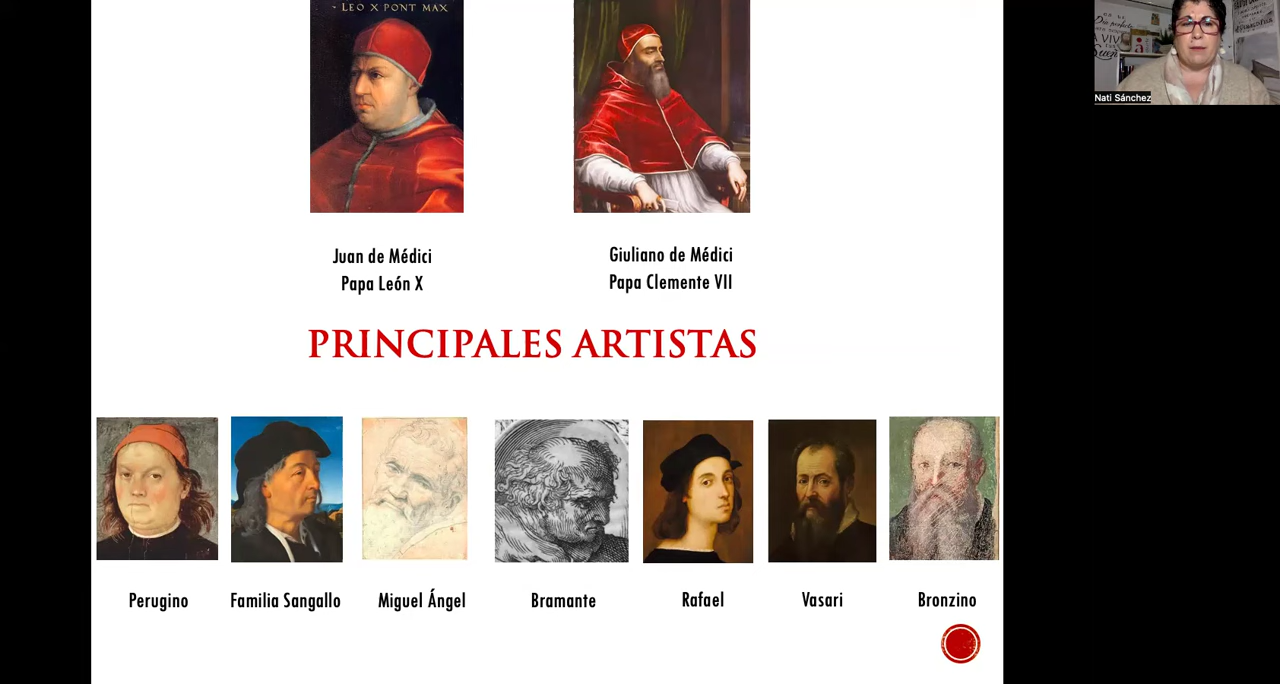 - LEO X PONT MAX
Nati Sánchez
Juan de Médici
Papa León X
Giuliano de Médici
Papa Clemente VII
PRINCIPALES ARTISTAS
Perugino
Familia Sangallo
Miguel Ángel
Bramante
Rafael
Vasari
Bronzino